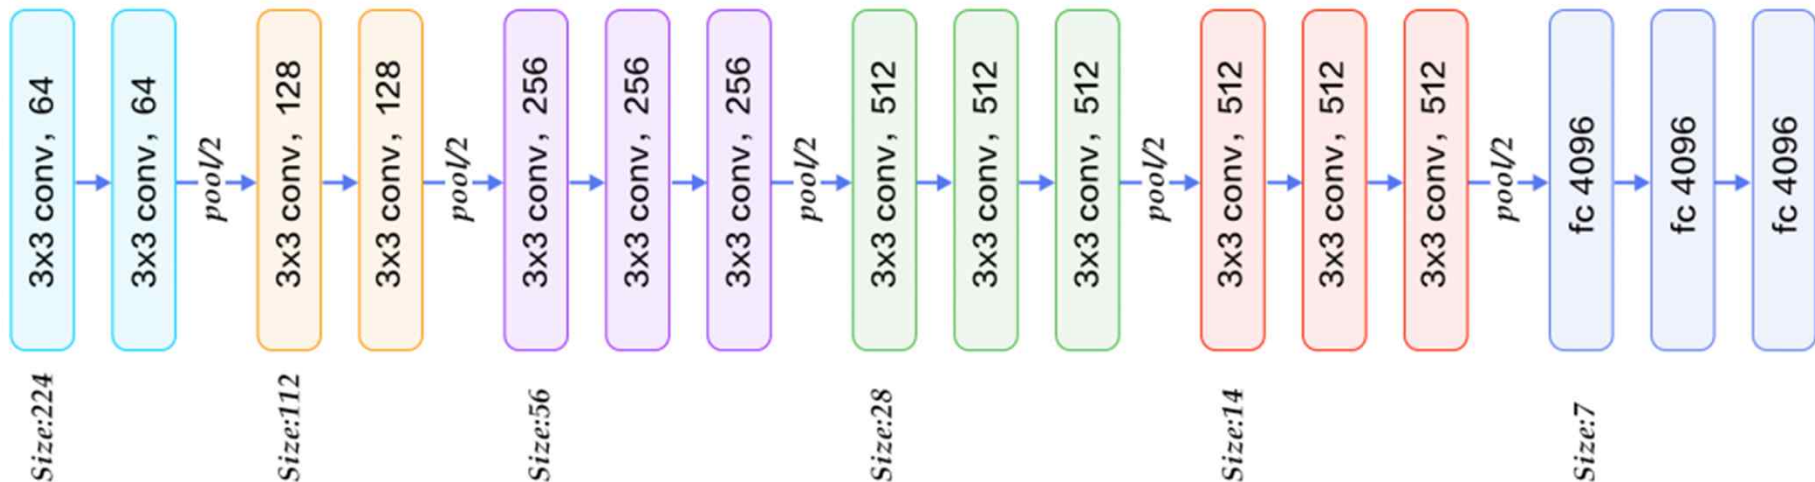 3x3 conv, 64
3x3 conv, 64
pool/2
3x3 conv, 128
3x3 conv, 128
pool/2
3x3 conv, 256
3x3 conv, 256
3x3 conv, 256
pool/2
3x3 conv, 512
3x3 conv, 512
3x3 conv, 512
pool/2
3x3 conv, 512
3x3 conv, 512
3x3 conv, 512
pool/2
fc 4096
fc 4096
fc 4096
Size:224
Size:112
Size:56
Size:28
Size:14
Size:7